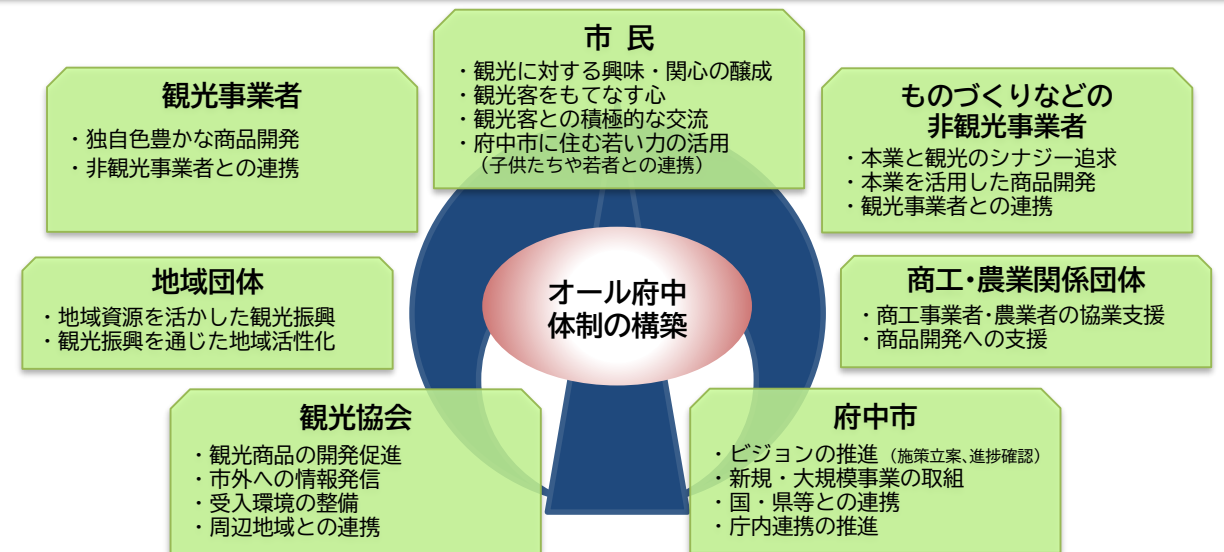 市 民
・観光に対する興味・関心の醸成
・観光客をもてなす心
・観光客との積極的な交流
・府中市に住む若い力の活用
（子供たちや若者との連携）
観光事業者
・独自色豊かな商品開発
・非観光事業者との連携
ものづくりなどの
非観光事業者
・本業と観光のシナジー追求
・本業を活用した商品開発
・観光事業者との連携
地域団体
・地域資源を活かした観光振興
・観光振興を通じた地域活性化
オール府中
体制の構築
商工・農業関係団体
・商工事業者・農業者の協業支援
・商品開発への支援
観光協会
・観光商品の開発促進
・市外への情報発信
・受入環境の整備
・周辺地域との連携
府中市
・ビジョンの推進（施策立案、進捗確認）
・新規・大規模事業の取組
・国・県等との連携
・庁内連携の推進